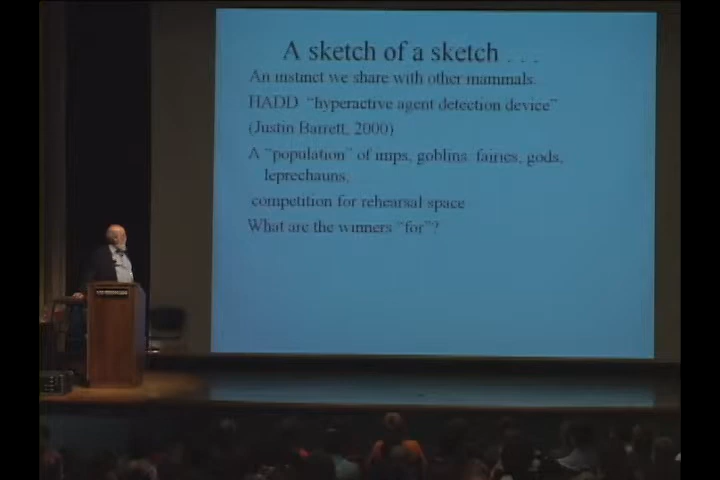 A sketch of a sketch . . .
An instinct we share with other mammals.
HADD "hyperactive agent detection device"
(Justin Barrett, 2000)
A "population" of imps, goblins. fairies, gods,
leprechauns,
competition for rehearsal space
What are the winners "for"?